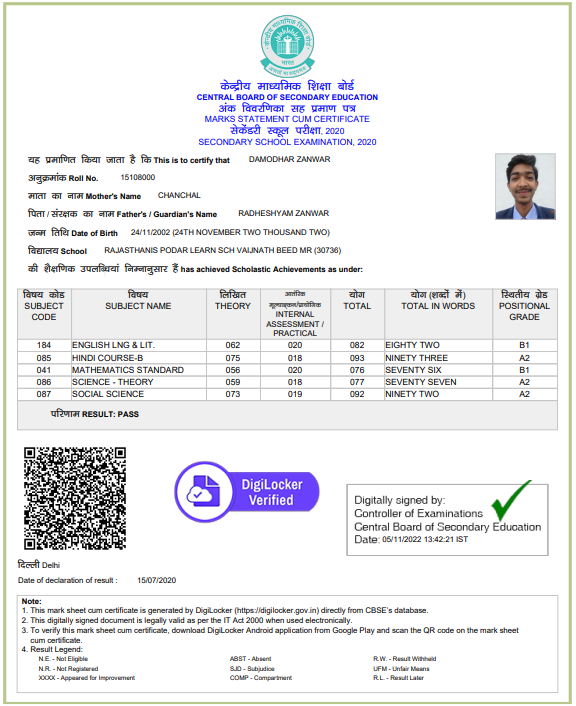 केन्द्रीय माध्यमिक शिक्षा बोर्ड
भारत
असतो मा सद्गमय
केन्द्रीय माध्यमिक शिक्षा बोर्ड
CENTRAL BOARD OF SECONDARY EDUCATION
अंक विवरणिका सह प्रमाण पत्र
MARKS STATEMENT CUM CERTIFICATE
सेकेंडरी स्कूल परीक्षा, 2020
SECONDARY SCHOOL EXAMINATION, 2020
यह प्रमाणित किया जाता है कि This is to certify that DAMODHAR ZANWAR
अनुक्रमांक Roll No. 15108000
माता का नाम Mother's Name CHANCHAL
पिता / संरक्षक का नाम Father's / Guardian's Name RADHESHYAM ZANWAR
जन्म तिथि Date of Birth 24/11/2002 (24TH NOVEMBER TWO THOUSAND TWO)
विद्यालय School RAJASTHANIS PODAR LEARN SCH VAIJNATH BEED MR (30736)
की शैक्षणिक उपलब्धियां निम्नानुसार हैं has achieved Scholastic Achievements as under:
विषय कोड SUBJECT CODE विषय SUBJECT NAME लिखित THEORY आतंरिक मूल्याङ्कन/प्रायोगिक INTERNAL ASSESSMENT / PRACTICAL योग TOTAL योग (शब्दों में) TOTAL IN WORDS स्थितीय ग्रेड POSITIONAL GRADE
184 ENGLISH LNG & LIT. 062 020 082 EIGHTY TWO B1
085 HINDI COURSE-B 075 018 093 NINETY THREE A2
041 MATHEMATICS STANDARD 056 020 076 SEVENTY SIX B1
086 SCIENCE - THEORY 059 018 077 SEVENTY SEVEN A2
087 SOCIAL SCIENCE 073 019 092 NINETY TWO A2
परिणाम RESULT: PASS
DigiLocker
Verified
Digitally signed by:
Controller of Examinations
Central Board of Secondary Education
Date: 05/11/2022 13:42:21 IST
दिल्ली Delhi
Date of declaration of result : 15/07/2020
Note:
1. This mark sheet cum certificate is generated by DigiLocker (https://digilocker.gov.in) directly from CBSE's database.
2. This digitally signed document is legally valid as per the IT Act 2000 when used electronically.
3. To verify this mark sheet cum certificate, download DigiLocker Android application from Google Play and scan the QR code on the mark sheet
cum certificate.
4. Result Legend:
N.E. - Not Eligible ABST - Absent R.W. - Result Withheld
N.R. - Not Registered SJD - Subjudice UFM - Unfair Means
XXXX - Appeared for Improvement COMP - Compartment R.L. - Result Later